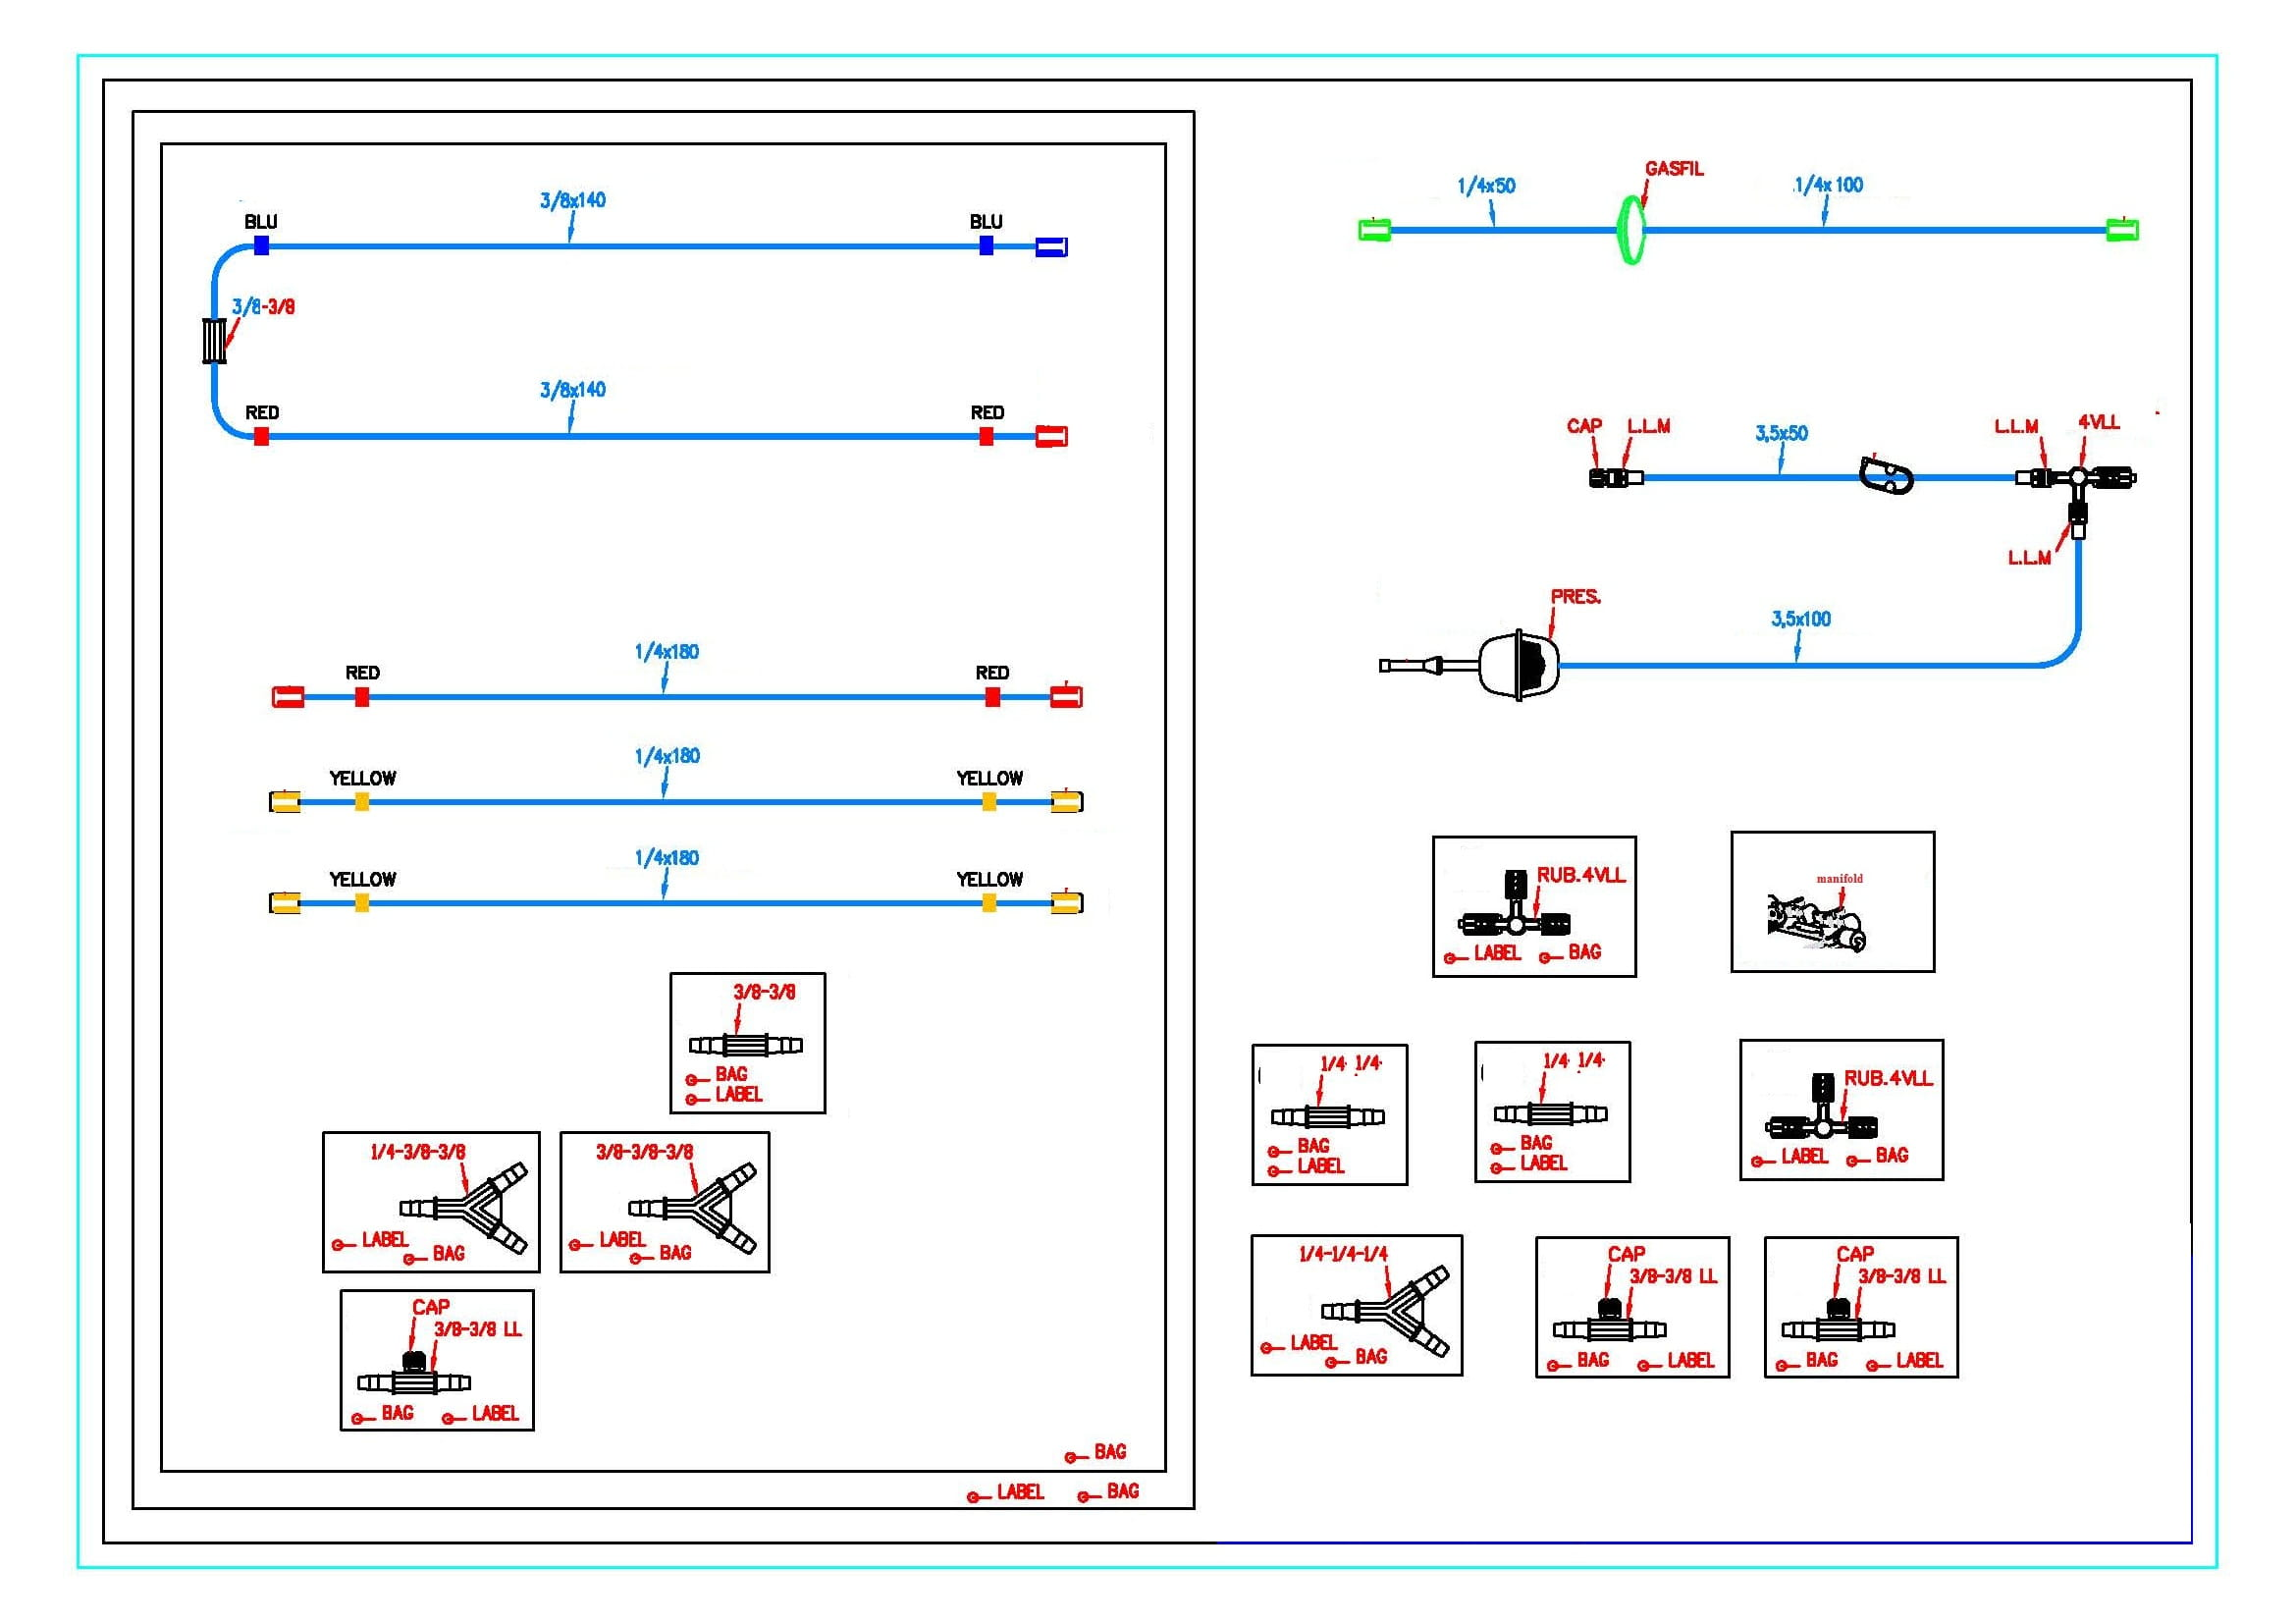 3/8x140
BLU
BLU
3/8-3/8
3/8x140
RED
RED
1/4x180
RED
RED
1/4x180
YELLOW
YELLOW
1/4x180
YELLOW
YELLOW
3/8-3/8
BAG
LABEL
1/4-3/8-3/8
LABEL
BAG
3/8-3/8-3/8
LABEL
BAG
CAP
3/8-3/8 LL
BAG
LABEL
BAG
LABEL
BAG
GASFIL
1/4x50
1/4x100
CAP
L.L.M
3,5x50
L.L.M
4VLL
L.L.M
PRES.
3,5x100
RUB.4VLL
LABEL
BAG
manifold
1/4 1/4
BAG
LABEL
1/4 1/4
BAG
LABEL
RUB.4VLL
LABEL
BAG
1/4-1/4-1/4
LABEL
BAG
CAP
3/8-3/8 LL
BAG
LABEL
CAP
3/8-3/8 LL
BAG
LABEL